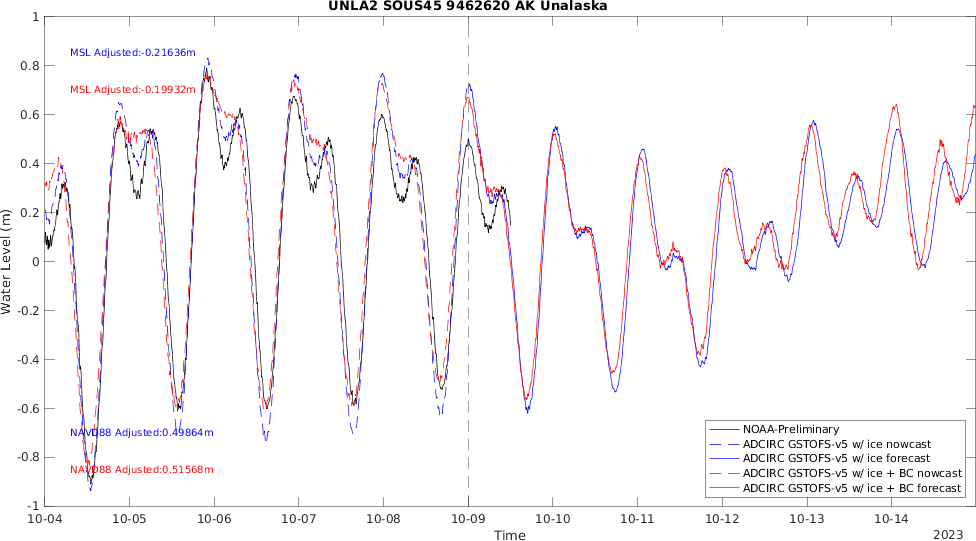 UNLA2 SOUS45 9462620 AK Unalaska
1
0.8
0.6
0.4
0.2
0
-0.2
-0.4
-0.6
-0.8
-1
Water Level (m)
MSL Adjusted:-0.21636m
MSL Adjusted:-0.19932m
NAVD88 Adjusted:0.49864m
NAVD88 Adjusted:0.51568m
NOAA-Preliminary
ADCIRC GSTOFS-v5 w/ ice nowcast
ADCIRC GSTOFS-v5 w/ ice forecast
ADCIRC GSTOFS-v5 w/ ice + BC nowcast
ADCIRC GSTOFS-v5 w/ ice + BC forecast
10-04 10-05 10-06 10-07 10-08 10-09 10-10 10-11 10-12 10-13 10-14
Time
2023